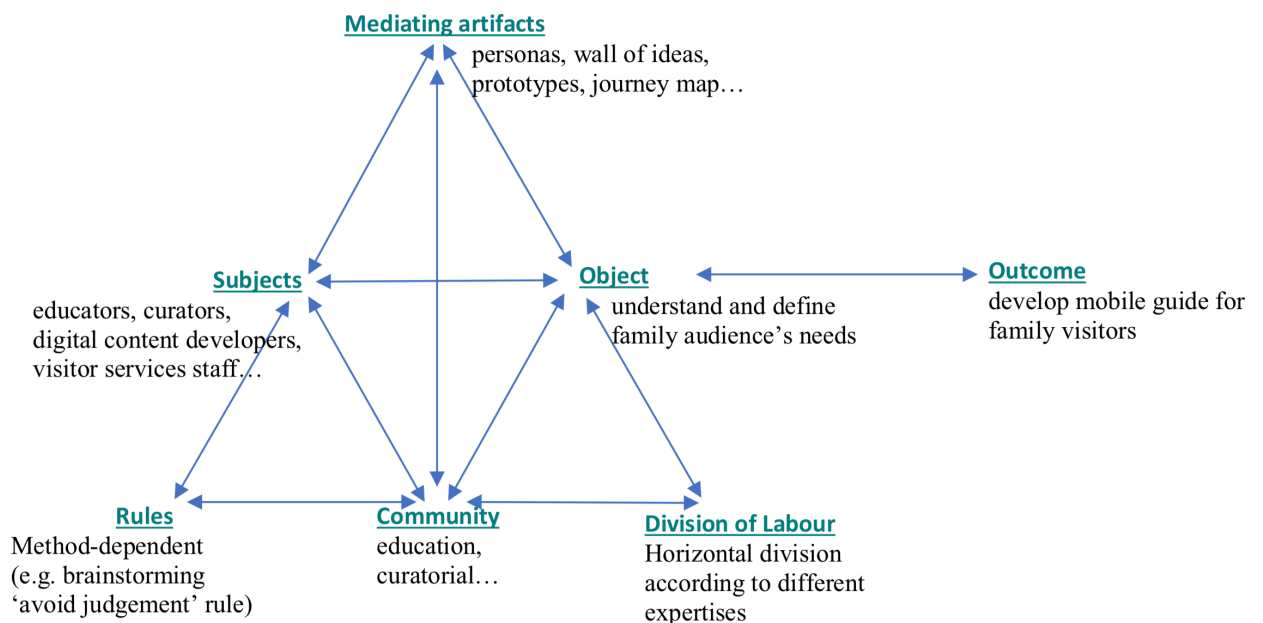 Mediating artifacts
personas, wall of ideas,
prototypes, journey map…
Subjects
educators, curators,
digital content developers,
visitor services staff…
Object
understand and define
family audience’s needs
Outcome
develop mobile guide for
family visitors
Rules
Method-dependent
(e.g. brainstorming
‘avoid judgement’ rule)
Community
education,
curatorial…
Division of Labour
Horizontal division
according to different
expertises